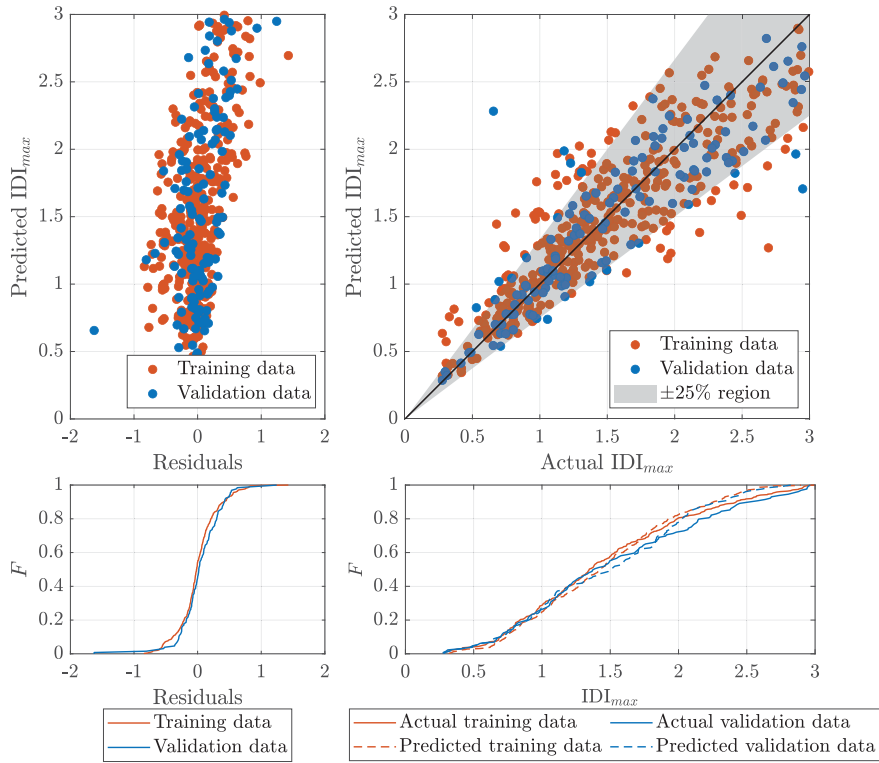 3
2.5
2
1.5
1
0.5
0
Predicted IDI_max
-2
-1
0
1
2
Residuals
Training data
Validation data
3
2.5
2
1.5
1
0.5
0
Predicted IDI_max
0
0.5
1
1.5
2
2.5
3
Actual IDI_max
Training data
Validation data
±25% region
1
0.8
0.6
0.4
0.2
0
F
-2
-1
0
1
2
Residuals
Training data
Validation data
1
0.8
0.6
0.4
0.2
0
F
0
0.5
1
1.5
2
2.5
3
IDI_max
Actual training data
Predicted training data
Actual validation data
Predicted validation data